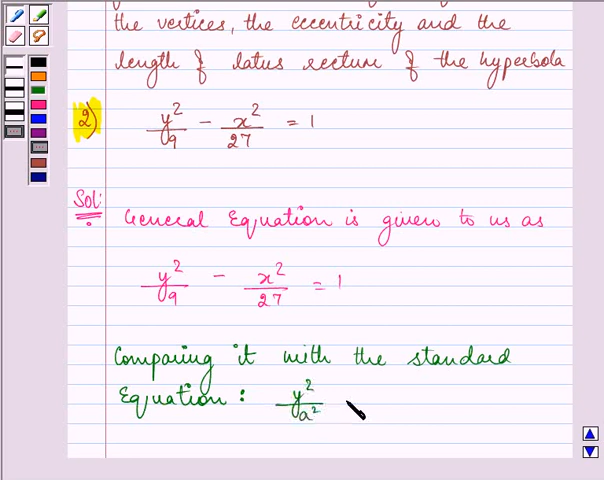 the vertices, the eccentricity and the
length of latus rectum of the hyperbola
2) y²/9 - x²/27 = 1
Sol: General Equation is given to us as
y²/9 - x²/27 = 1
Comparing it with the standard
Equation: y²/a²